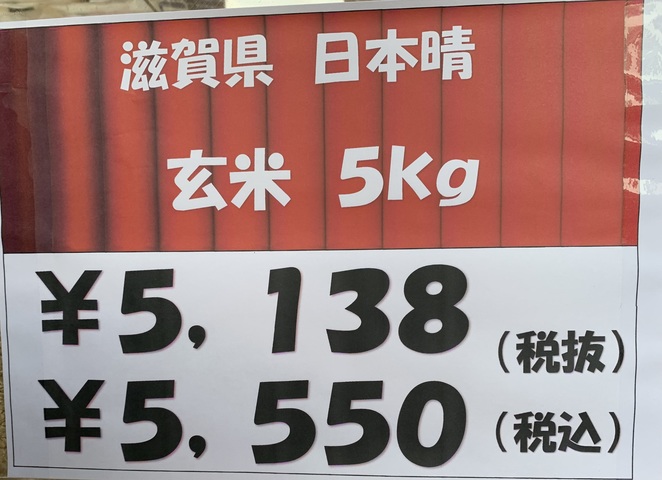 滋賀県 日本晴
玄米 5kg
¥5,138(税抜)
¥5,550(税込)